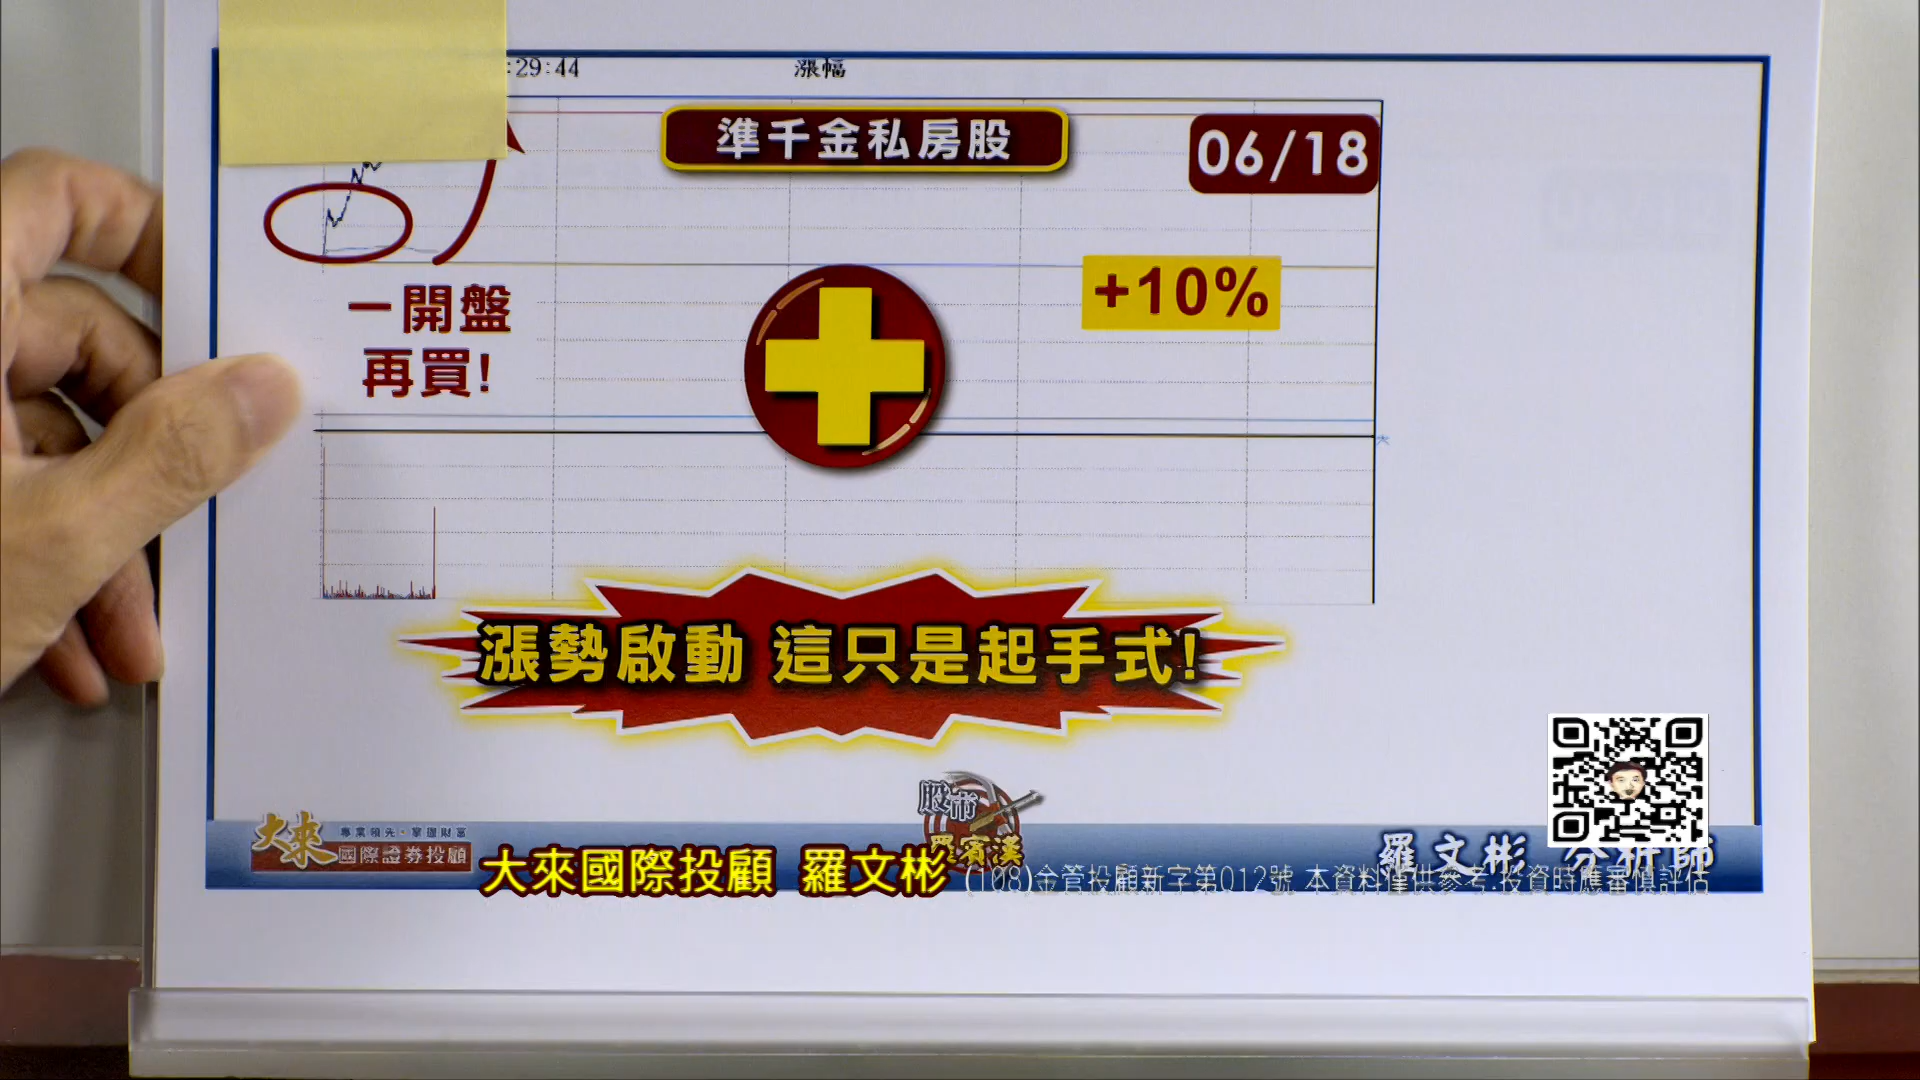 :29:44 漲幅
準千金私房股
06/18
+10%
一開盤
再買!
漲勢啟動 這只是起手式!
股市
羅賓漢
大來
專業領先·掌握財富
國際證券投顧
大來國際投顧 羅文彬
羅文彬 分析師
(108)金管投顧新字第012號 本資料僅供參考,投資時應審慎評估